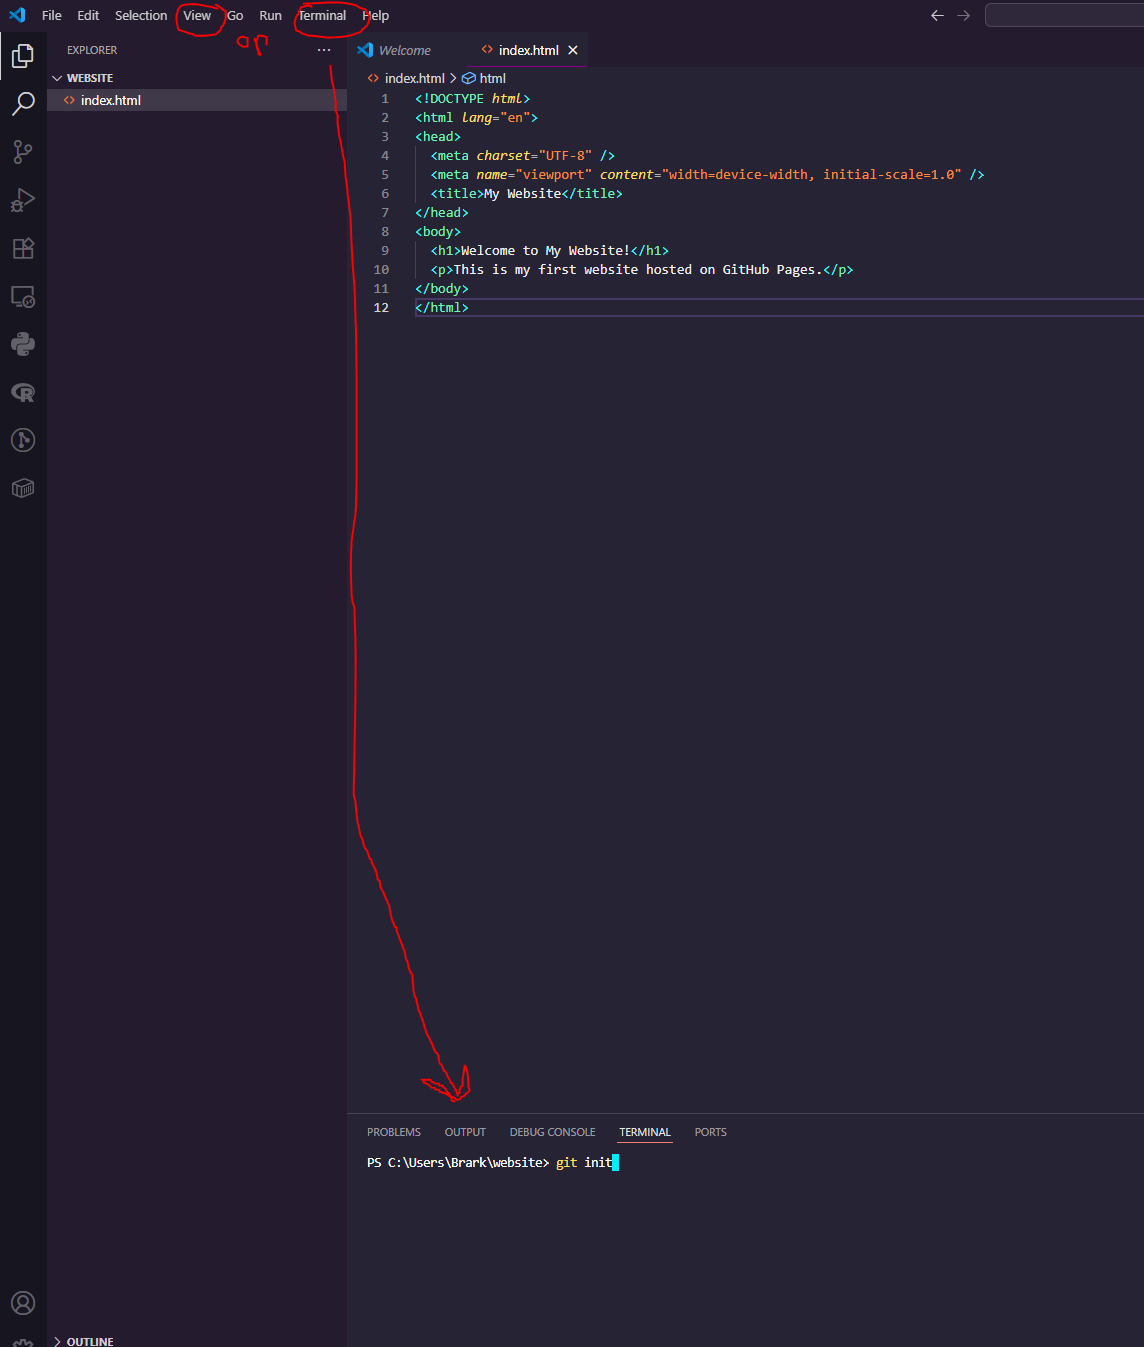 File Edit Selection View Go Run Terminal Help
or
EXPLORER ...
WEBSITE
index.html
Welcome index.html
index.html > html
1 <!DOCTYPE html>
2 <html lang="en">
3 <head>
4 <meta charset="UTF-8" />
5 <meta name="viewport" content="width=device-width, initial-scale=1.0" />
6 <title>My Website</title>
7 </head>
8 <body>
9 <h1>Welcome to My Website!</h1>
10 <p>This is my first website hosted on GitHub Pages.</p>
11 </body>
12 </html>
PROBLEMS OUTPUT DEBUG CONSOLE TERMINAL PORTS
PS C:\Users\Brark\website> git init
OUTLINE